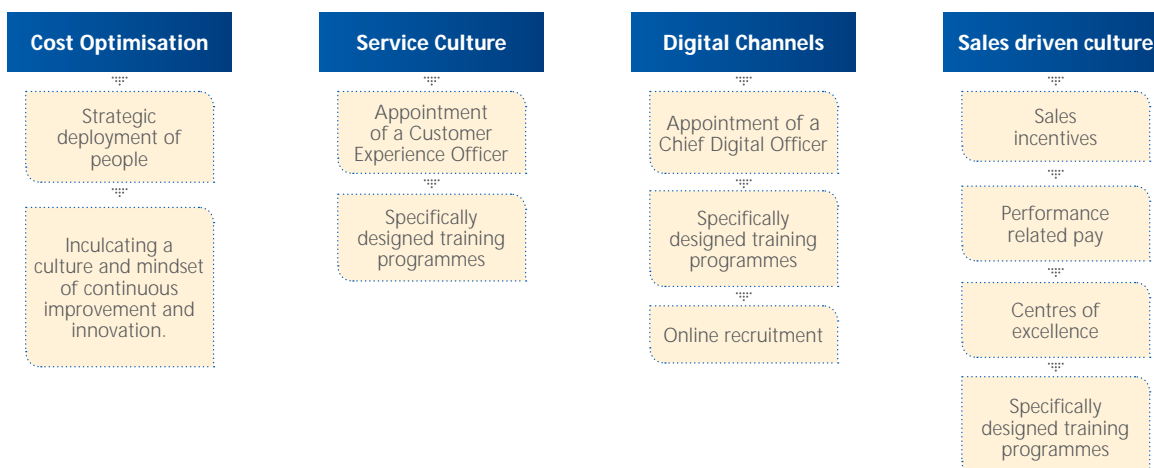 Cost Optimisation
Strategic
deployment of
people
Inculcating a
culture and mindset
of continuous
improvement and
innovation.
Service Culture
Appointment
of a Customer
Experience Officer
Specifically
designed training
programmes
Digital Channels
Appointment of a
Chief Digital Officer
Specifically
designed training
programmes
Online recruitment
Sales driven culture
Sales
incentives
Performance
related pay
Centres of
excellence
Specifically
designed training
programmes